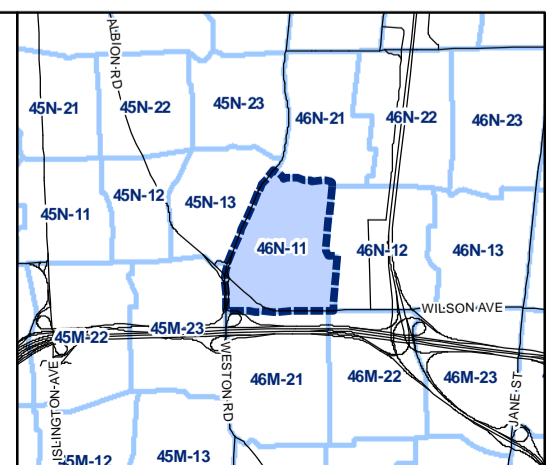 ALBION RD
45N-21
45N-22
45N-23
46N-21
46N-22
46N-23
45N-11
45N-12
45N-13
46N-11
46N-12
46N-13
WILSON AVE
45M-22
45M-23
46M-21
46M-22
46M-23
ISLINGTON AVE
WESTON RD
JANE ST
45M-12
45M-13